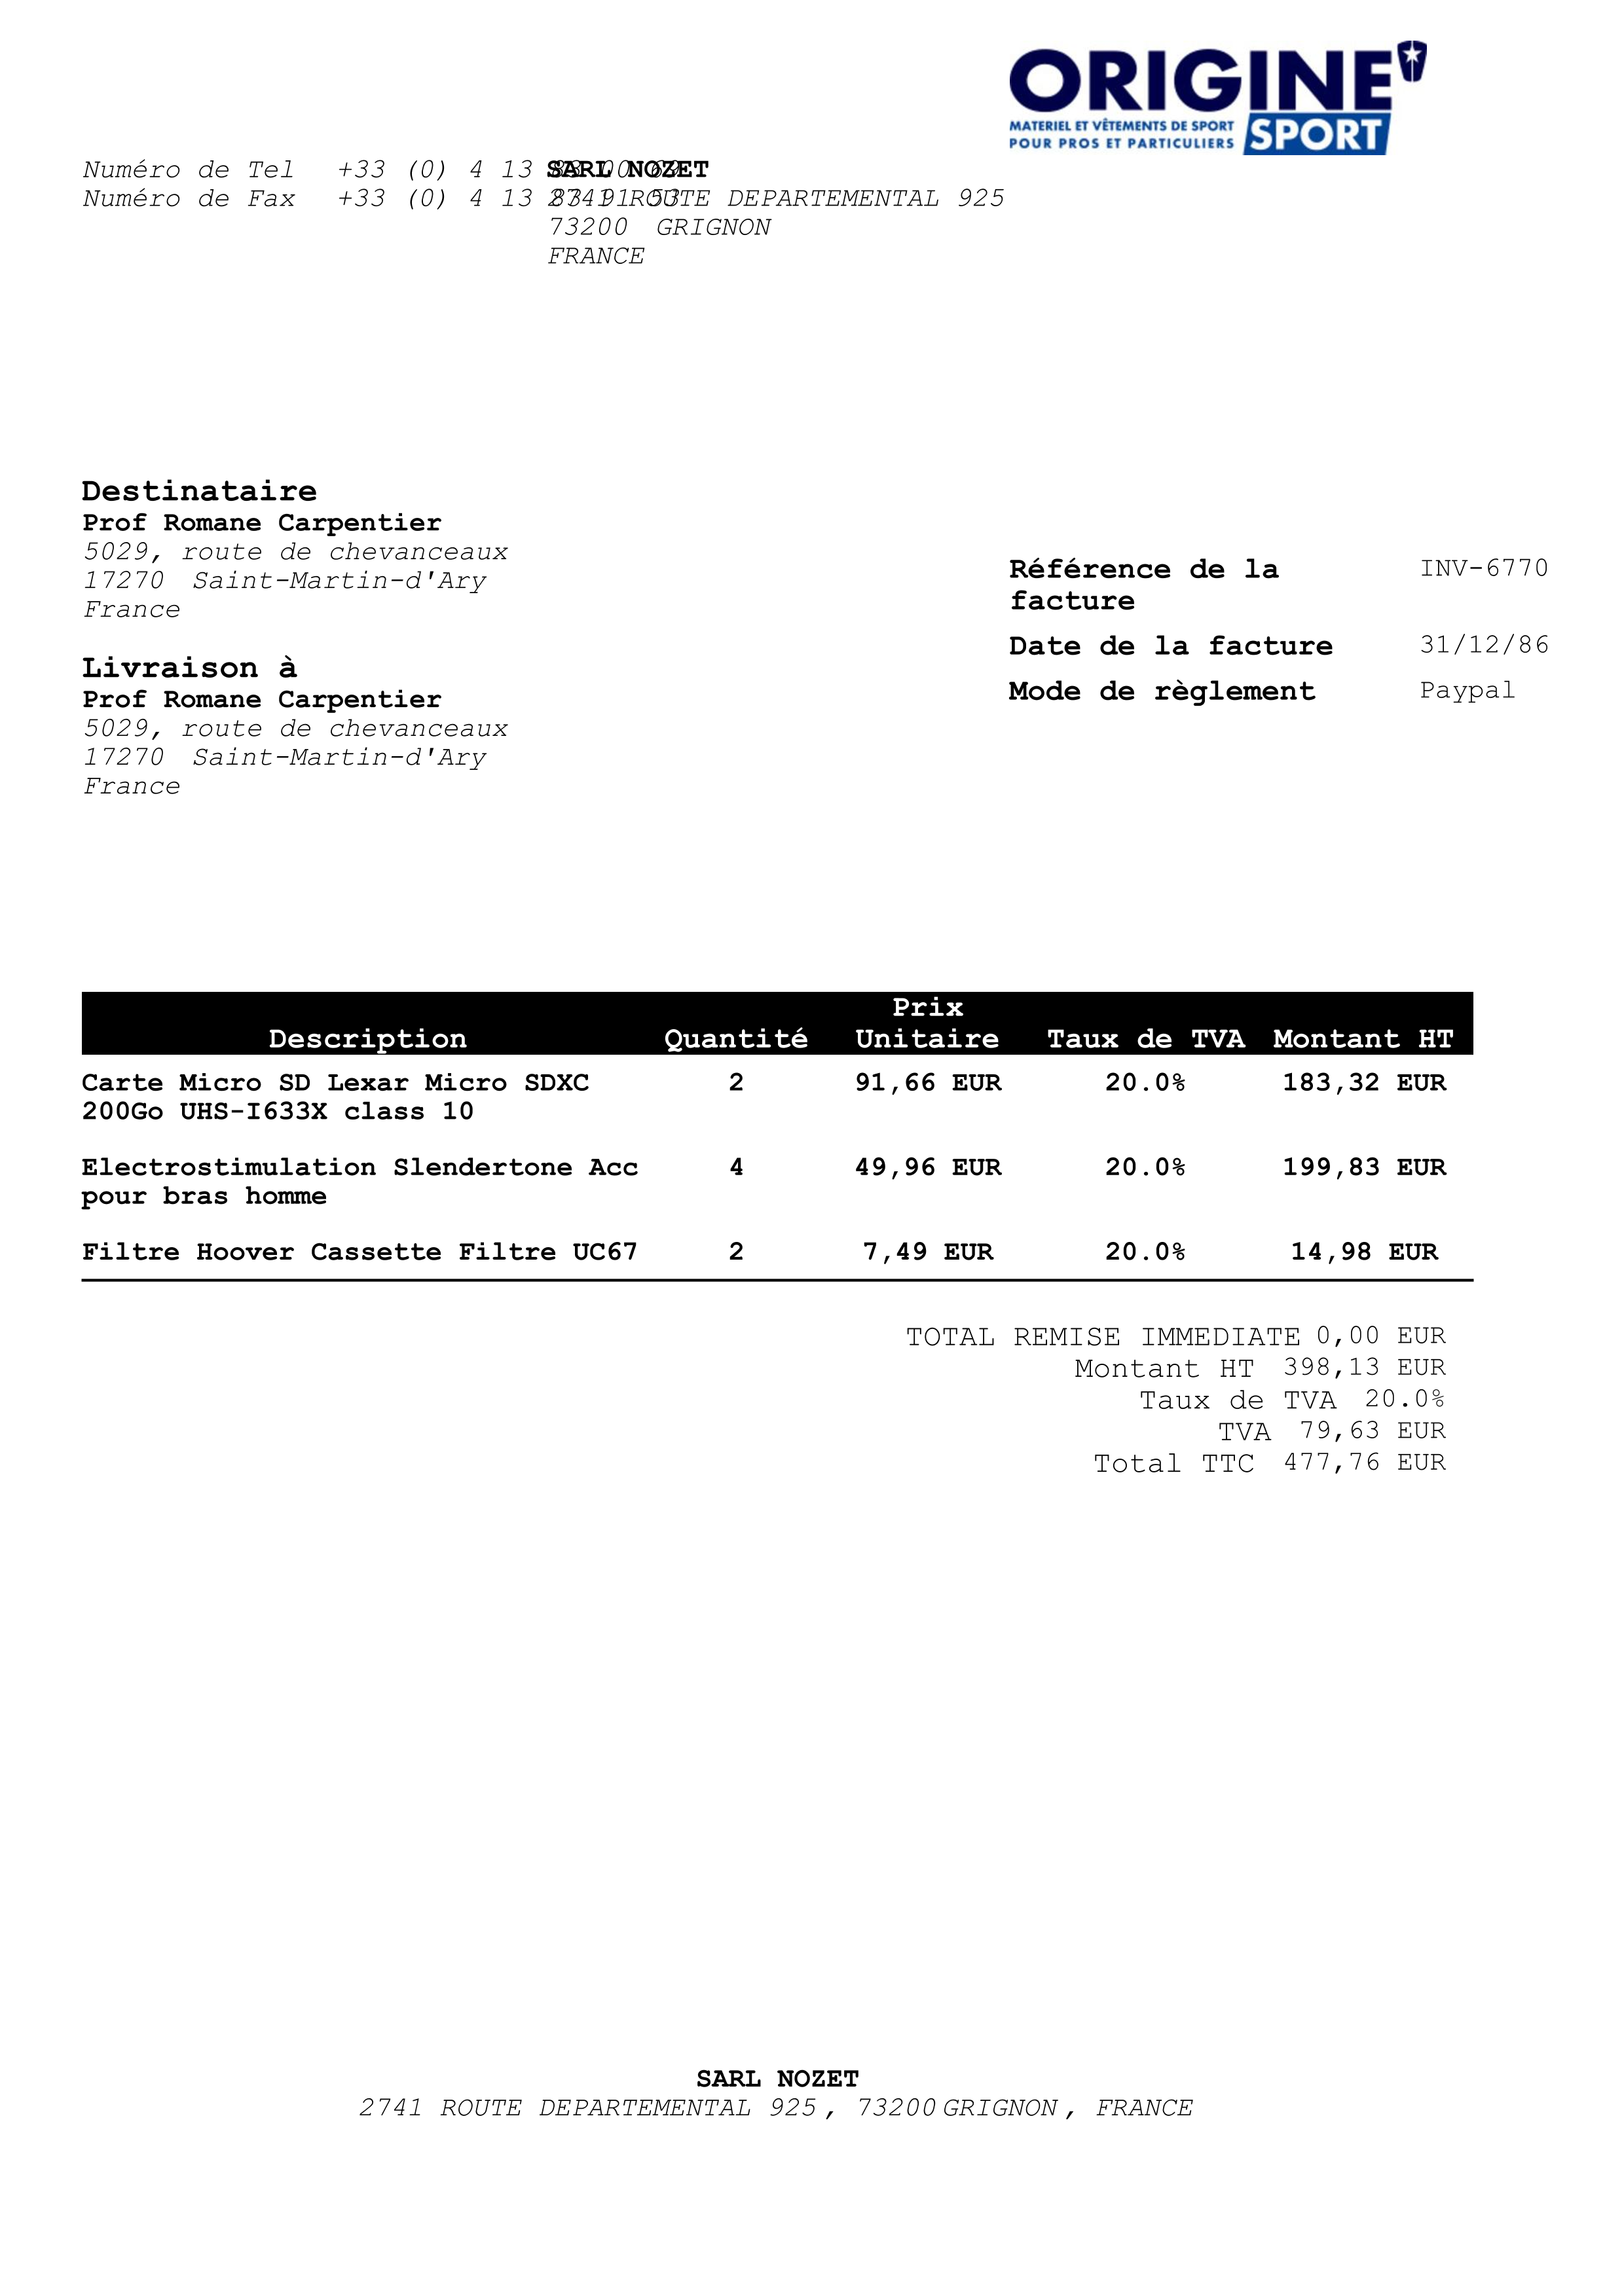 ORIGINE
MATERIEL ET VÊTEMENTS DE SPORT
POUR PROS ET PARTICULIERS SPORT
Numéro de Tel +33 (0) 4 13
SARL NOZET
Numéro de Fax +33 (0) 4 13
2741 ROUTE DEPARTEMENTAL 925
73200 GRIGNON
FRANCE
Destinataire
Prof Romane Carpentier
5029, route de chevanceaux
17270 Saint-Martin-d'Ary
France
Livraison à
Prof Romane Carpentier
5029, route de chevanceaux
17270 Saint-Martin-d'Ary
France
Référence de la facture INV-6770
Date de la facture 31/12/86
Mode de règlement Paypal
Description Quantité Prix Unitaire Taux de TVA Montant HT
Carte Micro SD Lexar Micro SDXC 2 91,66 EUR 20.0% 183,32 EUR
200Go UHS-I633X class 10
Electrostimulation Slendertone Acc 4 49,96 EUR 20.0% 199,83 EUR
pour bras homme
Filtre Hoover Cassette Filtre UC67 2 7,49 EUR 20.0% 14,98 EUR
TOTAL REMISE IMMEDIATE 0,00 EUR
Montant HT 398,13 EUR
Taux de TVA 20.0%
TVA 79,63 EUR
Total TTC 477,76 EUR
SARL NOZET
2741 ROUTE DEPARTEMENTAL 925, 73200 GRIGNON, FRANCE